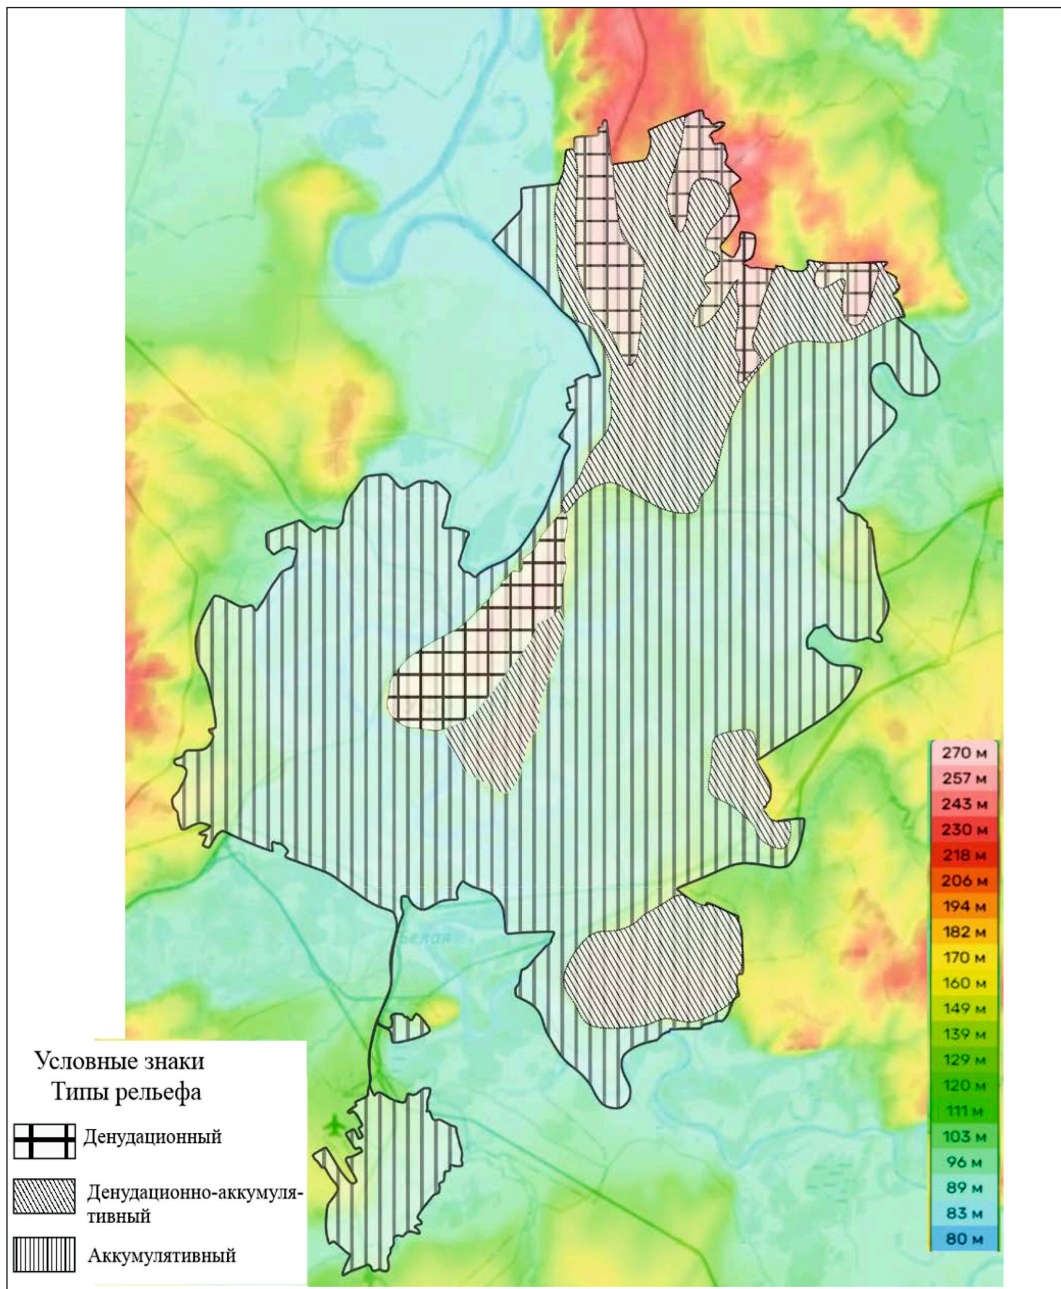 Белая
270 м
257 м
243 м
230 м
218 м
206 м
194 м
182 м
170 м
160 м
149 м
139 м
129 м
120 м
111 м
103 м
96 м
89 м
83 м
80 м
Условные знаки
Типы рельефа
Денудационный
Денудационно-аккумуля-
тивный
Аккумулятивный